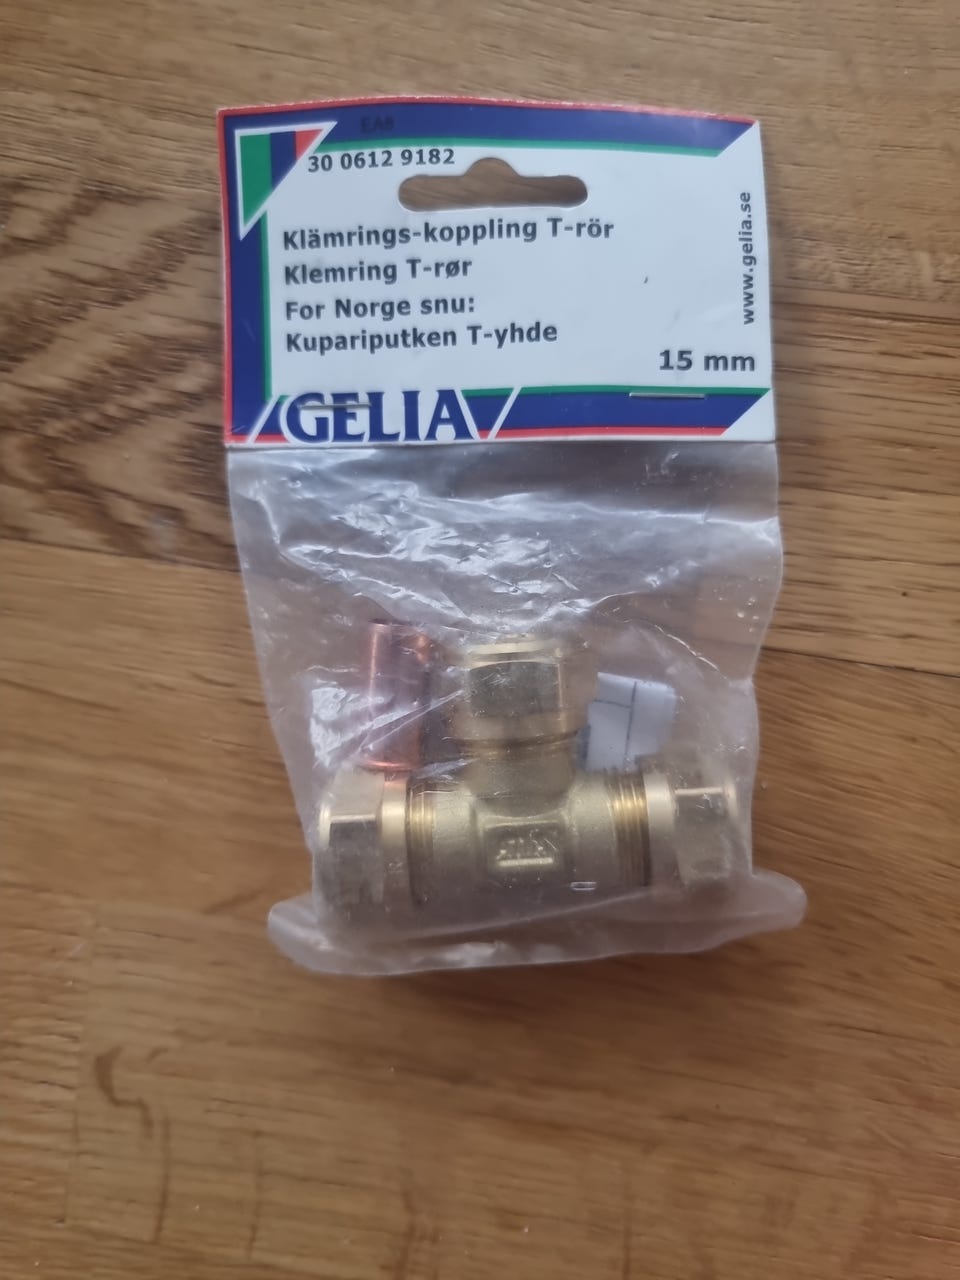 EA8
30 0612 9182
Klämrings-koppling T-rör
Klemring T-rør
For Norge snu:
Kupariputken T-yhde
15 mm
www.gelia.se
GELIA